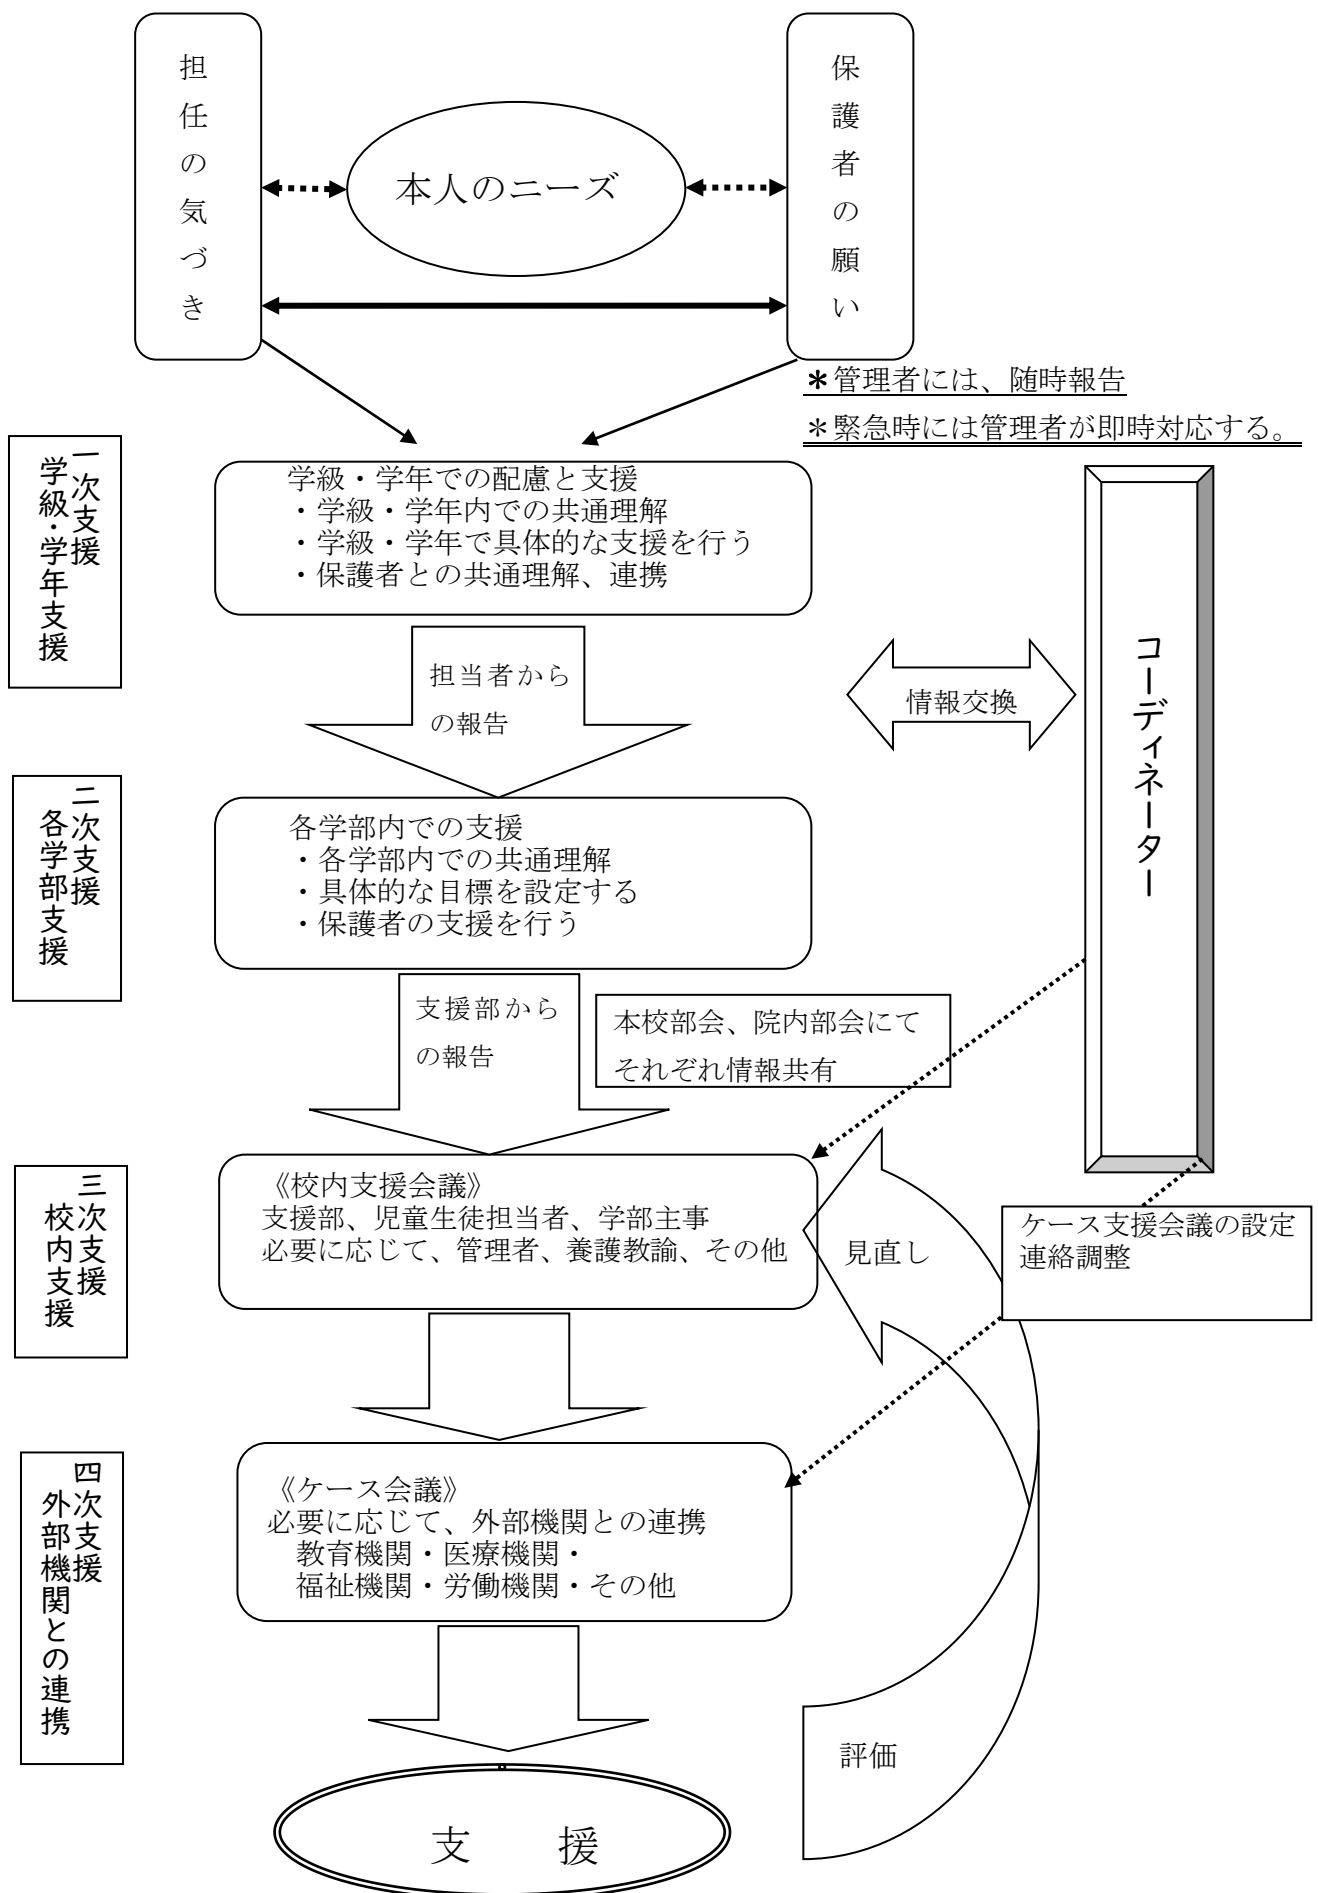 担任の気づき
本人のニーズ
保護者の願い
＊管理者には、随時報告
＊緊急時には管理者が即時対応する。
一次支援
学級・学年支援
学級・学年での配慮と支援
・学級・学年内での共通理解
・学級・学年で具体的な支援を行う
・保護者との共通理解、連携
コーディネーター
担当者から
の報告
情報交換
二次支援
各学部支援
各学部内での支援
・各学部内での共通理解
・具体的な目標を設定する
・保護者の支援を行う
支援部から
の報告
本校部会、院内部会にて
それぞれ情報共有
三次支援
校内支援
《校内支援会議》
支援部、児童生徒担当者、学部主事
必要に応じて、管理者、養護教諭、その他
見直し
ケース支援会議の設定
連絡調整
四次支援
外部機関との連携
《ケース会議》
必要に応じて、外部機関との連携
教育機関・医療機関・
福祉機関・労働機関・その他
評価
支　援